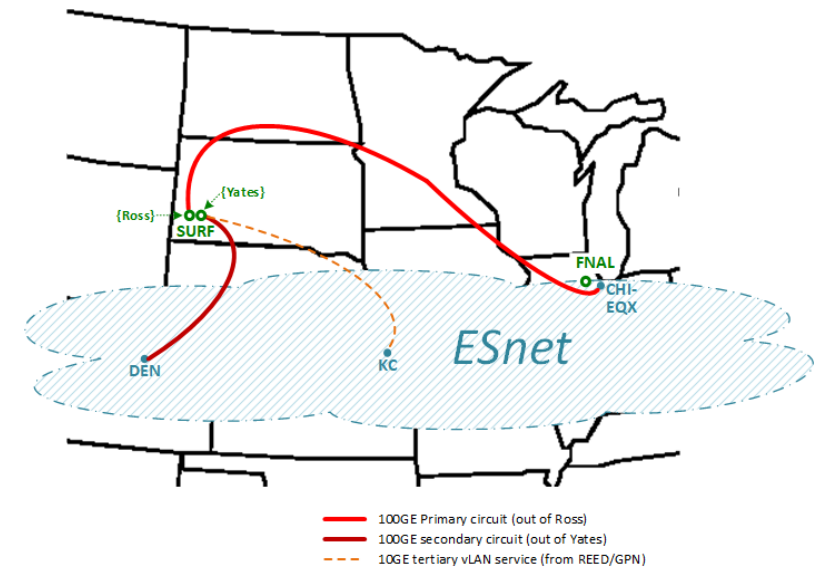 {Yates}
{Ross}
SURF
FNAL
CHI-
EQX
ESnet
KC
DEN
100GE Primary circuit (out of Ross)
100GE secondary circuit (out of Yates)
10GE tertiary vLAN service (from REED/GPN)